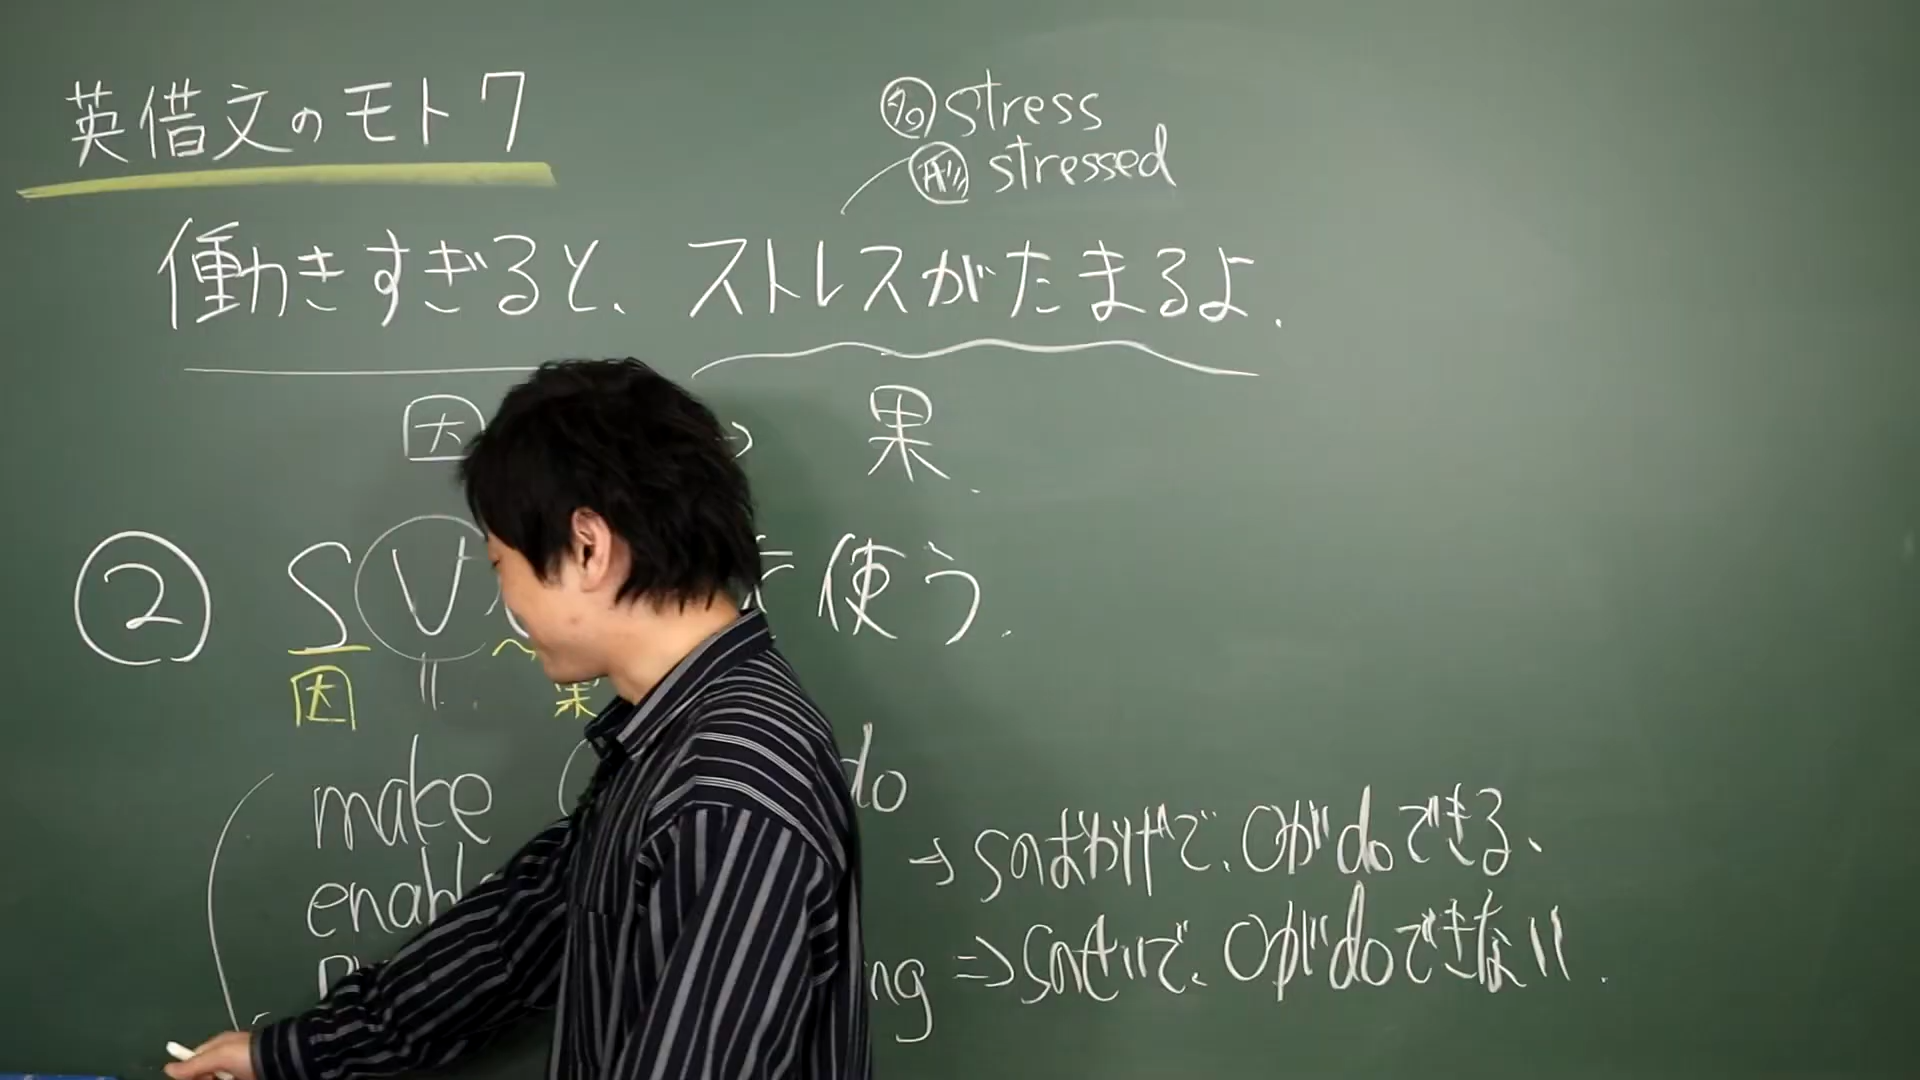 英借文のモト7
名 stress
形 stressed
働きすぎると、ストレスがたまるよ.
因 → 果.
② S V 使う.
因 = 果
make do
enable → Sのおかげで、Oがdoできる、
ing ⇒ Sのせいで、Oがdoできない.